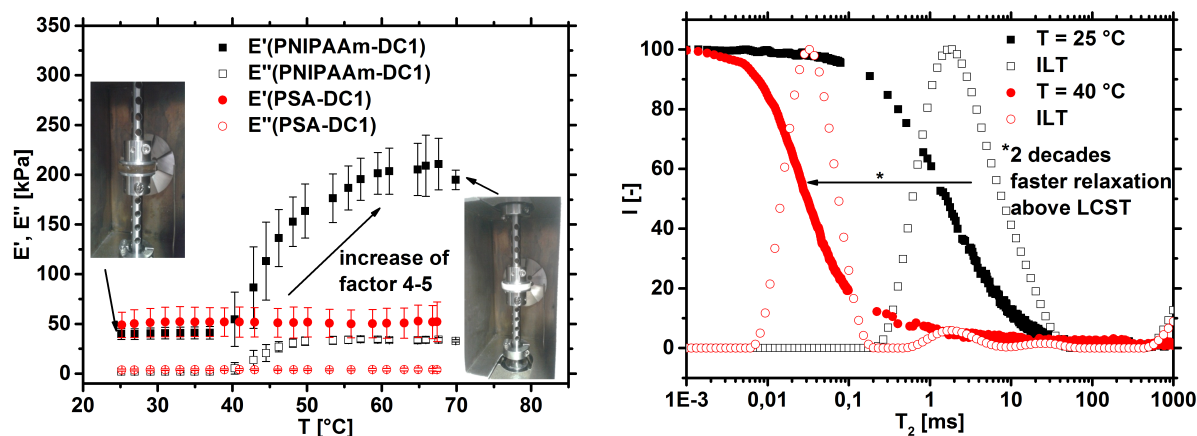 350
300
250
200
150
100
50
0
E', E'' [kPa]
E'(PNIPAAm-DC1)
E''(PNIPAAm-DC1)
E'(PSA-DC1)
E''(PSA-DC1)
increase of
factor 4-5
20 30 40 50 60 70 80
T [°C]
100
80
60
40
20
0
I [-]
T = 25 °C
ILT
T = 40 °C
ILT
*2 decades
faster relaxation
above LCST
*
1E-3 0,01 0,1 1 10 100 1000
T2 [ms]